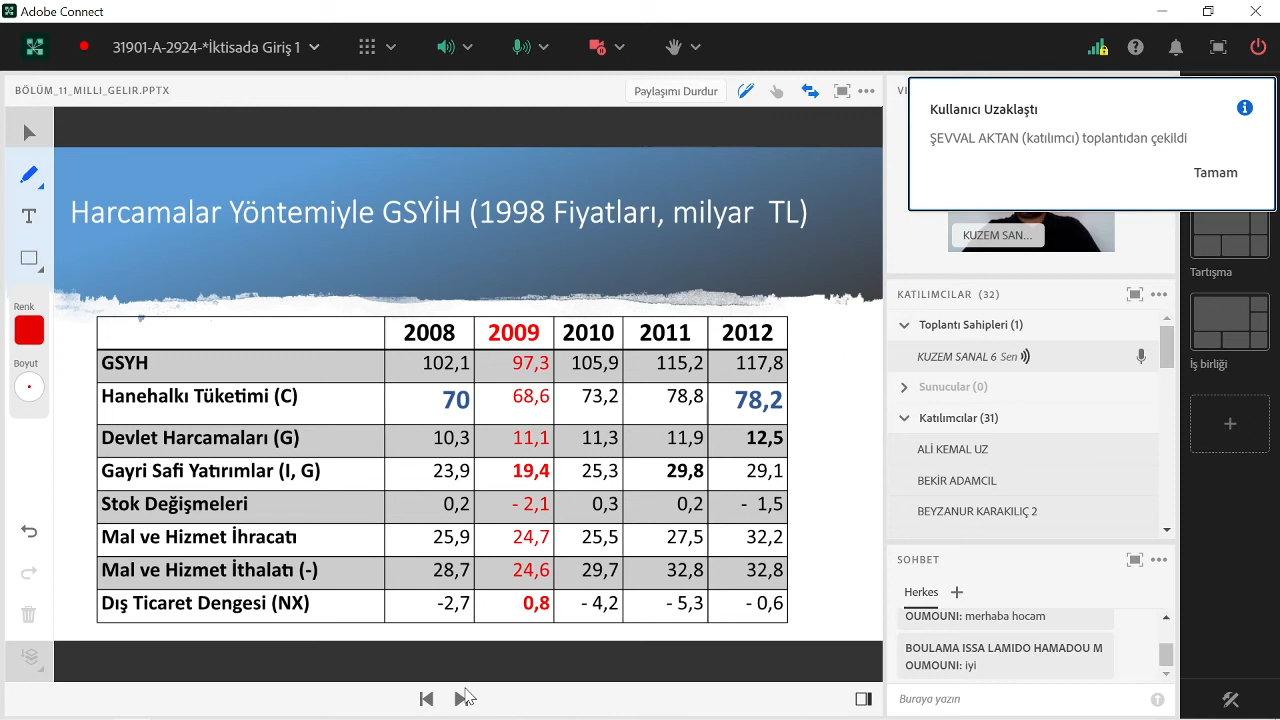 Adobe Connect
31901-A-2924-*İktisada Giriş 1
BÖLÜM_11_MILLI_GELIR.PPTX
Paylaşımı Durdur
VI
Kullanıcı Uzaklaştı
ŞEVVAL AKTAN (katılımcı) toplantıdan çekildi
Tamam
Harcamalar Yöntemiyle GSYİH (1998 Fiyatları, milyar TL)
2008 2009 2010 2011 2012
GSYH 102,1 97,3 105,9 115,2 117,8
Hanehalkı Tüketimi (C) 70 68,6 73,2 78,8 78,2
Devlet Harcamaları (G) 10,3 11,1 11,3 11,9 12,5
Gayri Safi Yatırımlar (I, G) 23,9 19,4 25,3 29,8 29,1
Stok Değişmeleri 0,2 - 2,1 0,3 0,2 - 1,5
Mal ve Hizmet İhracatı 25,9 24,7 25,5 27,5 32,2
Mal ve Hizmet İthalatı (-) 28,7 24,6 29,7 32,8 32,8
Dış Ticaret Dengesi (NX) -2,7 0,8 - 4,2 - 5,3 - 0,6
T
Renk
Boyut
KUZEM SAN...
Tartışma
İş birliği
KATILIMCILAR (32)
Toplantı Sahipleri (1)
KUZEM SANAL 6 Sen
Sunucular (0)
Katılımcılar (31)
ALİ KEMAL UZ
BEKİR ADAMCIL
BEYZANUR KARAKILIÇ 2
SOHBET
Herkes
OUMOUNI: merhaba hocam
BOULAMA ISSA LAMIDO HAMADOU M
OUMOUNI: iyi
Buraya yazın